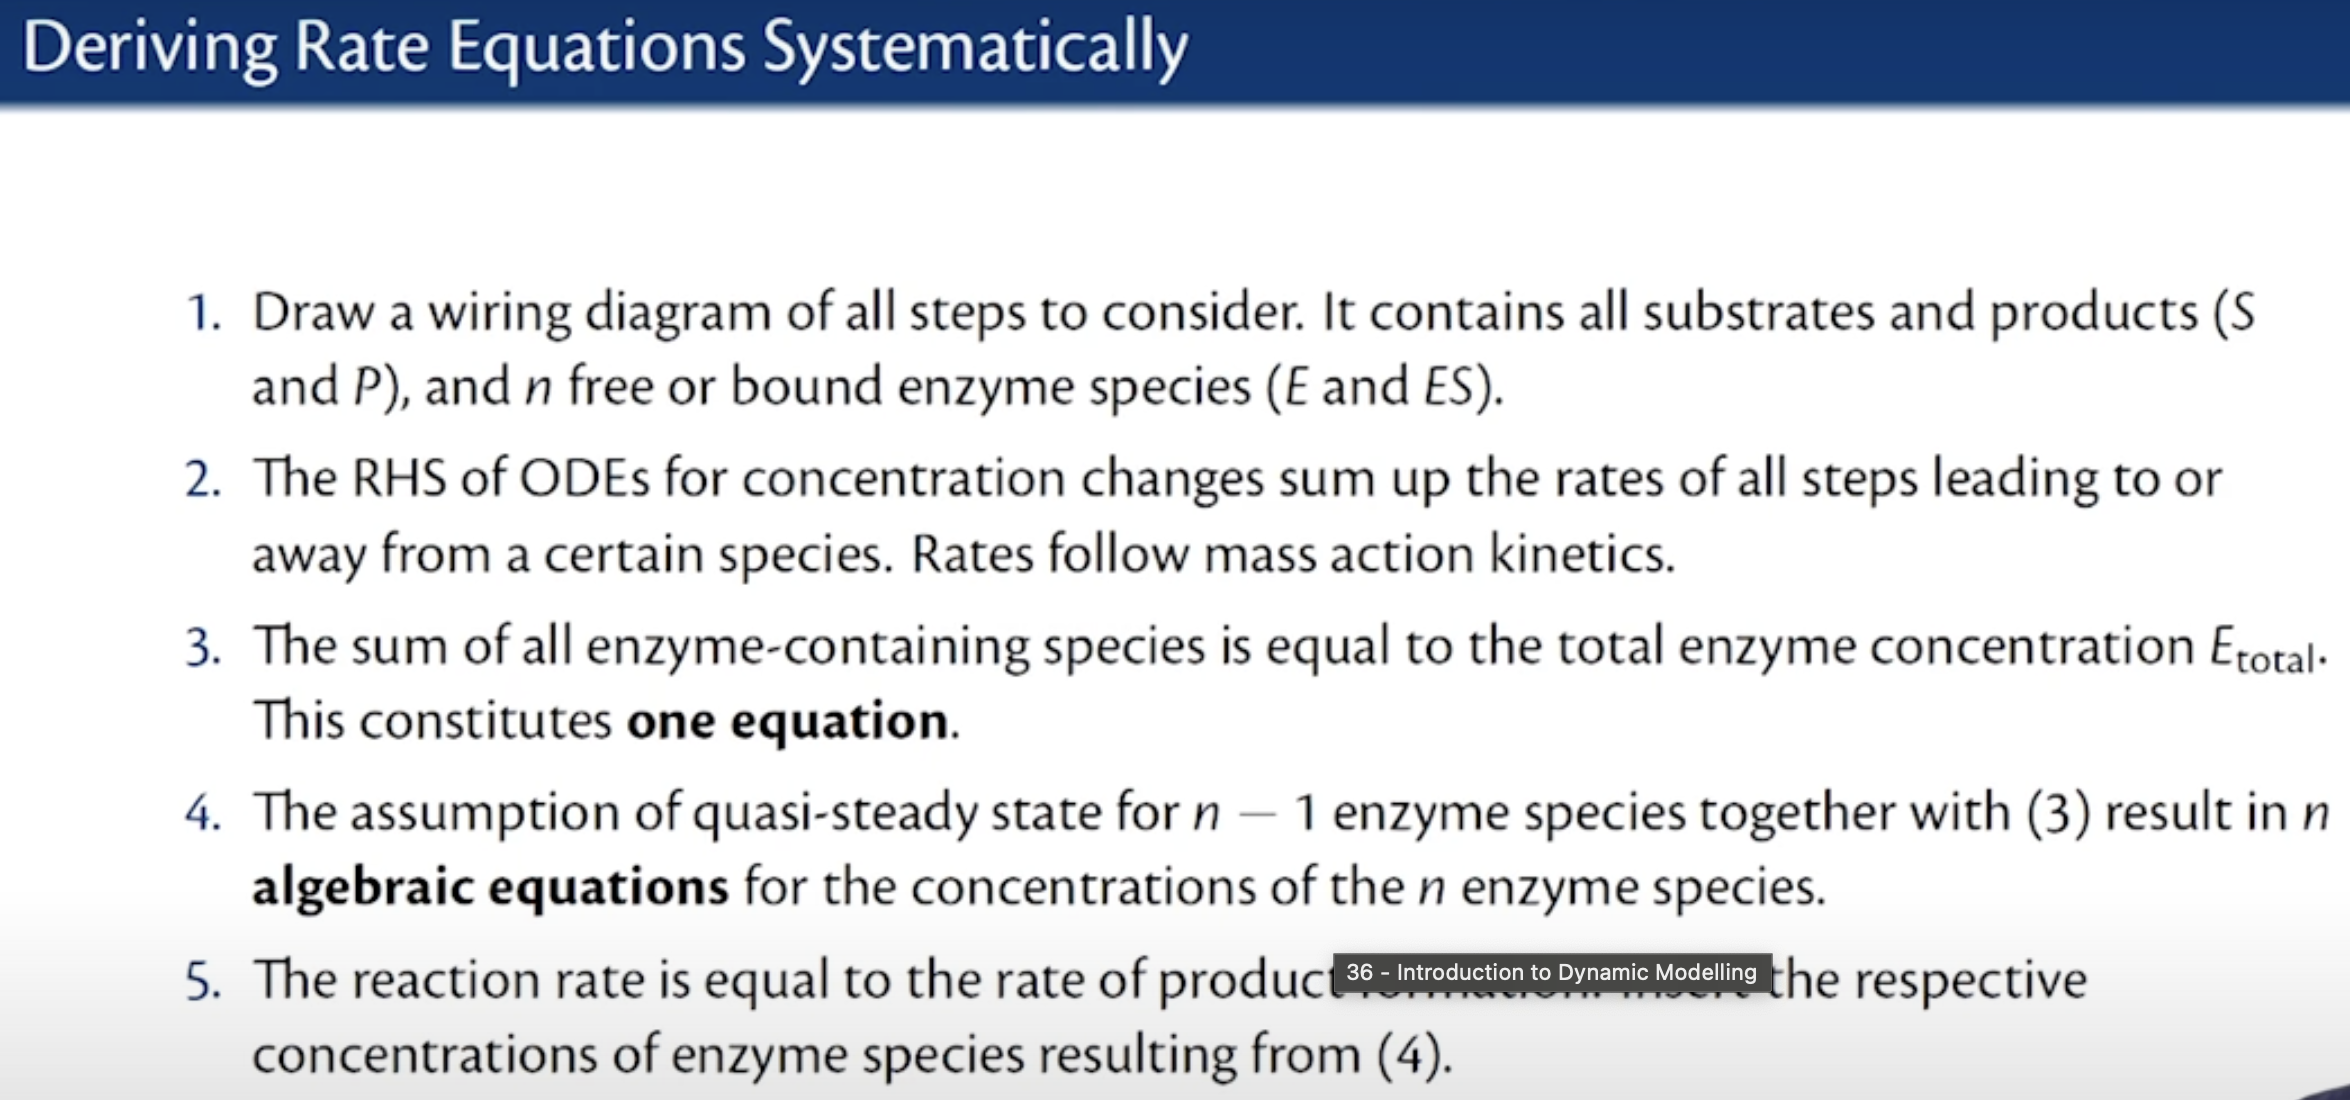 Deriving Rate Equations Systematically
1. Draw a wiring diagram of all steps to consider. It contains all substrates and products (S
and P), and n free or bound enzyme species (E and ES).
2. The RHS of ODEs for concentration changes sum up the rates of all steps leading to or
away from a certain species. Rates follow mass action kinetics.
3. The sum of all enzyme-containing species is equal to the total enzyme concentration E_total.
This constitutes one equation.
4. The assumption of quasi-steady state for n − 1 enzyme species together with (3) result in n
algebraic equations for the concentrations of the n enzyme species.
5. The reaction rate is equal to the rate of product 36 - Introduction to Dynamic Modelling the respective
concentrations of enzyme species resulting from (4).